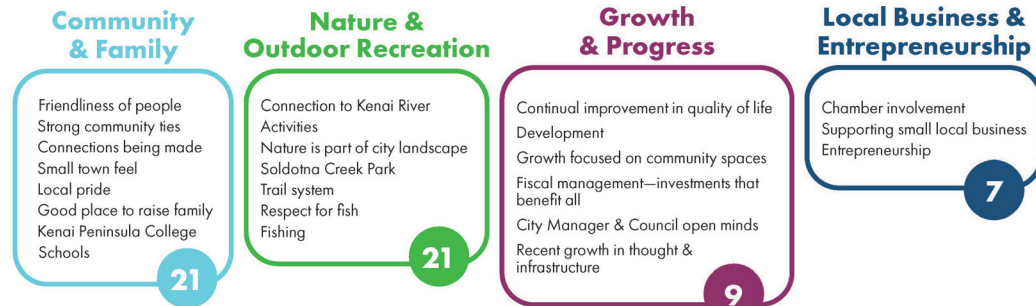 Community
& Family
Friendliness of people
Strong community ties
Connections being made
Small town feel
Local pride
Good place to raise family
Kenai Peninsula College
Schools
21
Nature &
Outdoor Recreation
Connection to Kenai River
Activities
Nature is part of city landscape
Soldotna Creek Park
Trail system
Respect for fish
Fishing
21
Growth
& Progress
Continual improvement in quality of life
Development
Growth focused on community spaces
Fiscal management—investments that
benefit all
City Manager & Council open minds
Recent growth in thought &
infrastructure
9
Local Business &
Entrepreneurship
Chamber involvement
Supporting small local business
Entrepreneurship
7